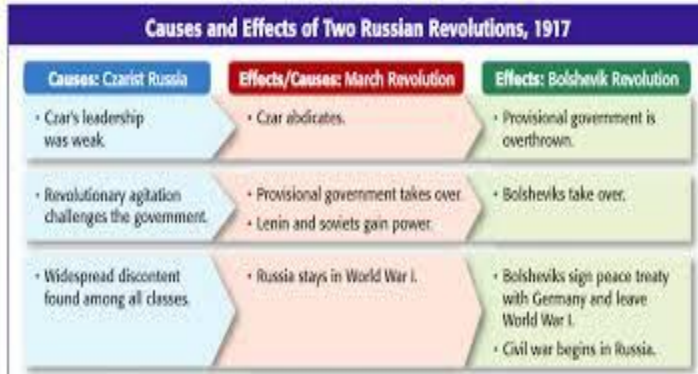 Causes and Effects of Two Russian Revolutions, 1917
Causes: Czarist Russia
Effects/Causes: March Revolution
Effects: Bolshevik Revolution
• Czar's leadership
was weak.
• Czar abdicates.
• Provisional government is
overthrown.
• Revolutionary agitation
challenges the government.
• Provisional government takes over.
• Lenin and soviets gain power.
• Bolsheviks take over.
• Widespread discontent
found among all classes.
• Russia stays in World War I.
• Bolsheviks sign peace treaty
with Germany and leave
World War I.
• Civil war begins in Russia.